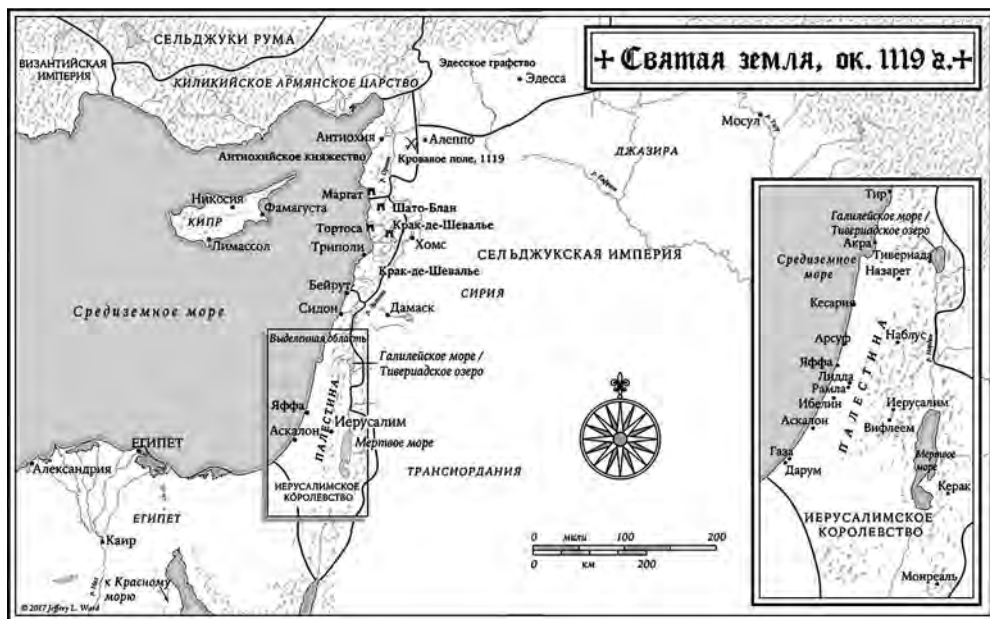 Святая земля, ок. 1119 г.
СЕЛЬДЖУКИ РУМА
ВИЗАНТИЙСКАЯ
ИМПЕРИЯ
КИЛИКИЙСКОЕ АРМЯНСКОЕ ЦАРСТВО
Эдесское графство
Эдесса
Мосул
р. Тигр
Антиохия
Алеппо
Антиохийское княжество
Кровавое поле, 1119
ДЖАЗИРА
р. Евфрат
Маргат
Никосия
Фамагуста
КИПР
Лимассол
Шато-Блан
Тортоса
Крак-де-Шевалье
Триполи
Хомс
СЕЛЬДЖУКСКАЯ ИМПЕРИЯ
Крак-де-Шевалье
Бейрут
СИРИЯ
Сидон
Дамаск
Средиземное море
Выделенная область
Галилейское море /
Тивериадское озеро
ПАЛЕСТИНА
Яффа
Аскалон
Иерусалим
Мертвое море
ЕГИПЕТ
Александрия
ТРАНСИОРДАНИЯ
ИЕРУСАЛИМСКОЕ
КОРОЛЕВСТВО
ЕГИПЕТ
Каир
р. Нил
к Красному
морю
0 мили 100 200
0 км 200
© 2017 Jeffrey L. Ward
Тир
Галилейское море /
Тивериадское озеро
Акра
Средиземное
море
Тивериада
Назарет
Кесария
Арсуф
Наблус
Яффа
Лидда
Рамла
Ибелин
Иерусалим
Аскалон
Вифлеем
ПАЛЕСТИНА
Газа
Дарум
Мертвое
море
Керак
ИЕРУСАЛИМСКОЕ
КОРОЛЕВСТВО
Монреаль